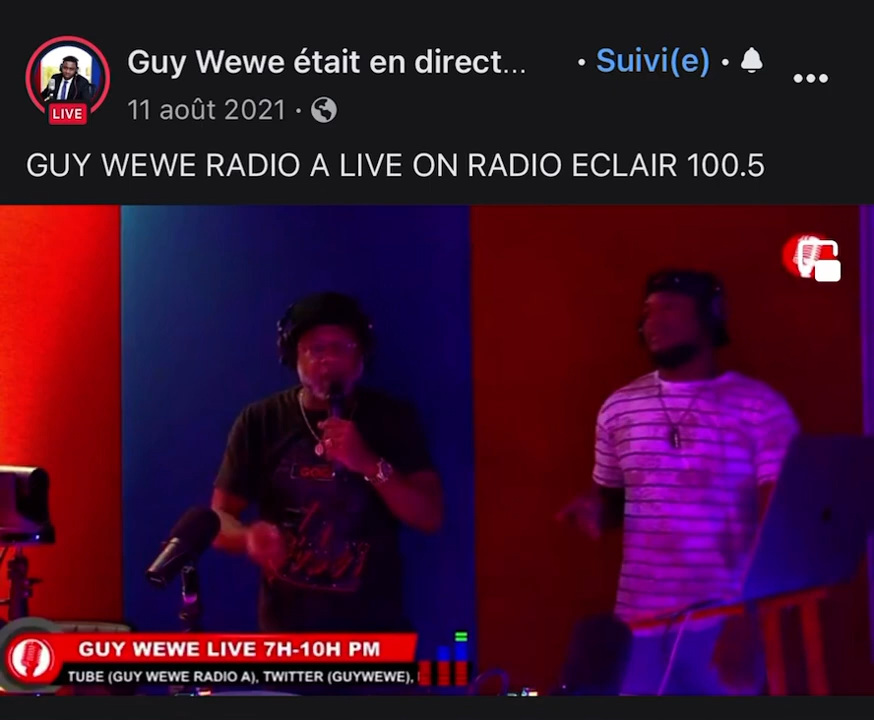 Guy Wewe était en direct... • Suivi(e) •
LIVE
11 août 2021 •
GUY WEWE RADIO A LIVE ON RADIO ECLAIR 100.5
GUY WEWE LIVE 7H-10H PM
TUBE (GUY WEWE RADIO A), TWITTER (GUYWEWE),